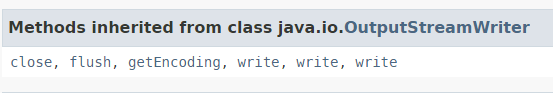 Methods inherited from class java.io.OutputStreamWriter
close, flush, getEncoding, write, write, write